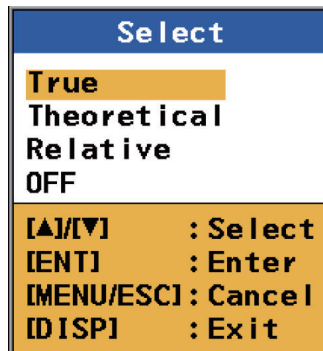 Select
True
Theoretical
Relative
OFF
[▲]/[▼] : Select
[ENT] : Enter
[MENU/ESC] : Cancel
[DISP] : Exit